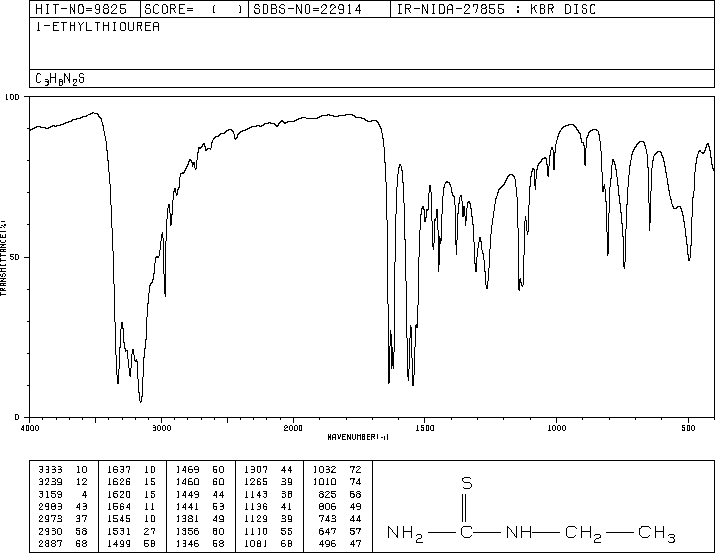 HIT-NO=9825 SCORE= ( ) SDBS-NO=22914 IR-NIDA-27855 : KBR DISC
1-ETHYLTHIOUREA
C3H8N2S
100
50
0
TRANSMITTANCE(%)
4000 3000 2000 1500 1000 500
WAVENUMBER(-1)
3333 10 1637 10 1469 60 1307 44 1032 72
3239 12 1626 15 1460 60 1265 39 1010 74
3159 4 1620 15 1449 44 1143 38 825 68
2983 43 1564 11 1441 53 1136 41 806 49
2973 37 1545 10 1381 49 1129 39 743 44
2930 58 1531 27 1356 60 1110 55 647 57
2887 68 1499 58 1346 58 1081 68 496 47
S
NH2 C NH CH2 CH3